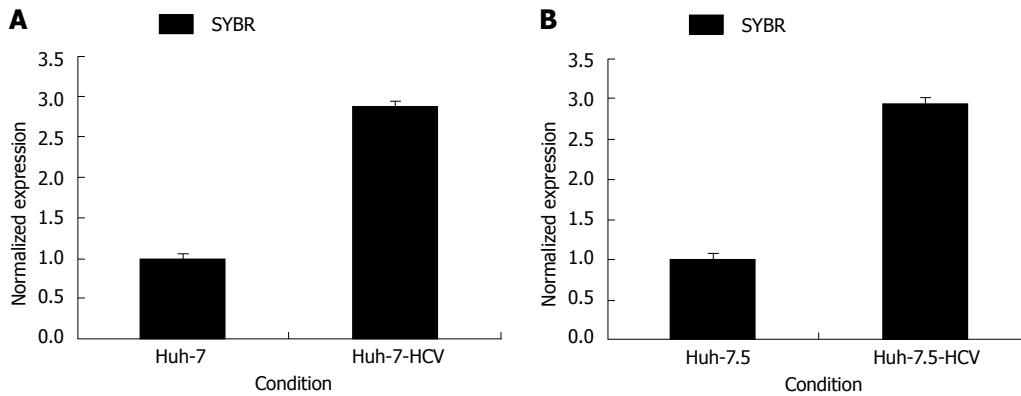 A
SYBR
Normalized expression
3.5
3.0
2.5
2.0
1.5
1.0
0.5
0.0
Huh-7
Huh-7-HCV
Condition
B
SYBR
Normalized expression
3.5
3.0
2.5
2.0
1.5
1.0
0.5
0.0
Huh-7.5
Huh-7.5-HCV
Condition